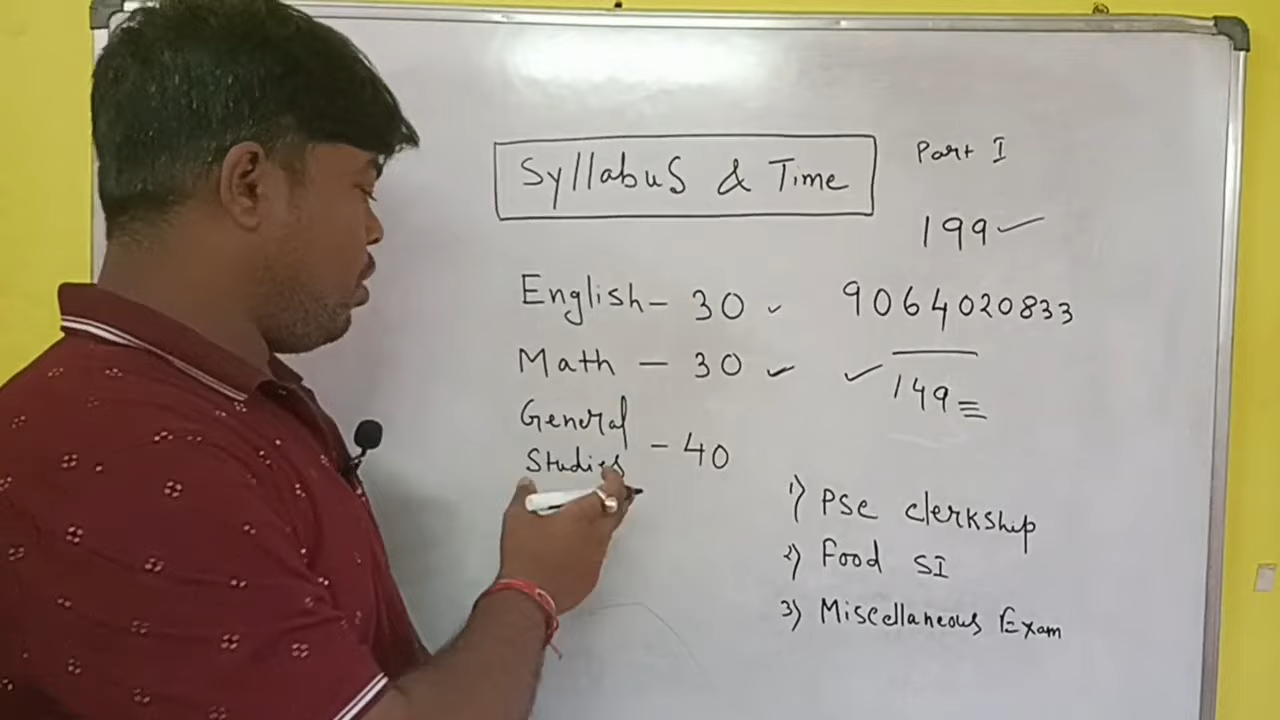 Syllabus & Time
Part I
199 ✓
English - 30 ✓
9064020833
Math - 30 ✓
✓ 149
General
Studies - 40
1) PSC clerkship
2) Food SI
3) Miscellaneous Exam